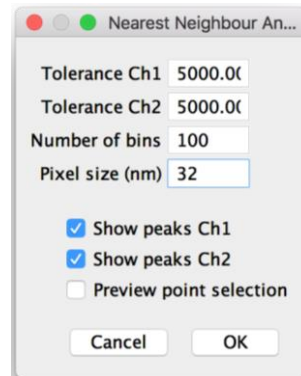 Nearest Neighbour An...
Tolerance Ch1 5000.0(
Tolerance Ch2 5000.0(
Number of bins 100
Pixel size (nm) 32
Show peaks Ch1
Show peaks Ch2
Preview point selection
Cancel OK